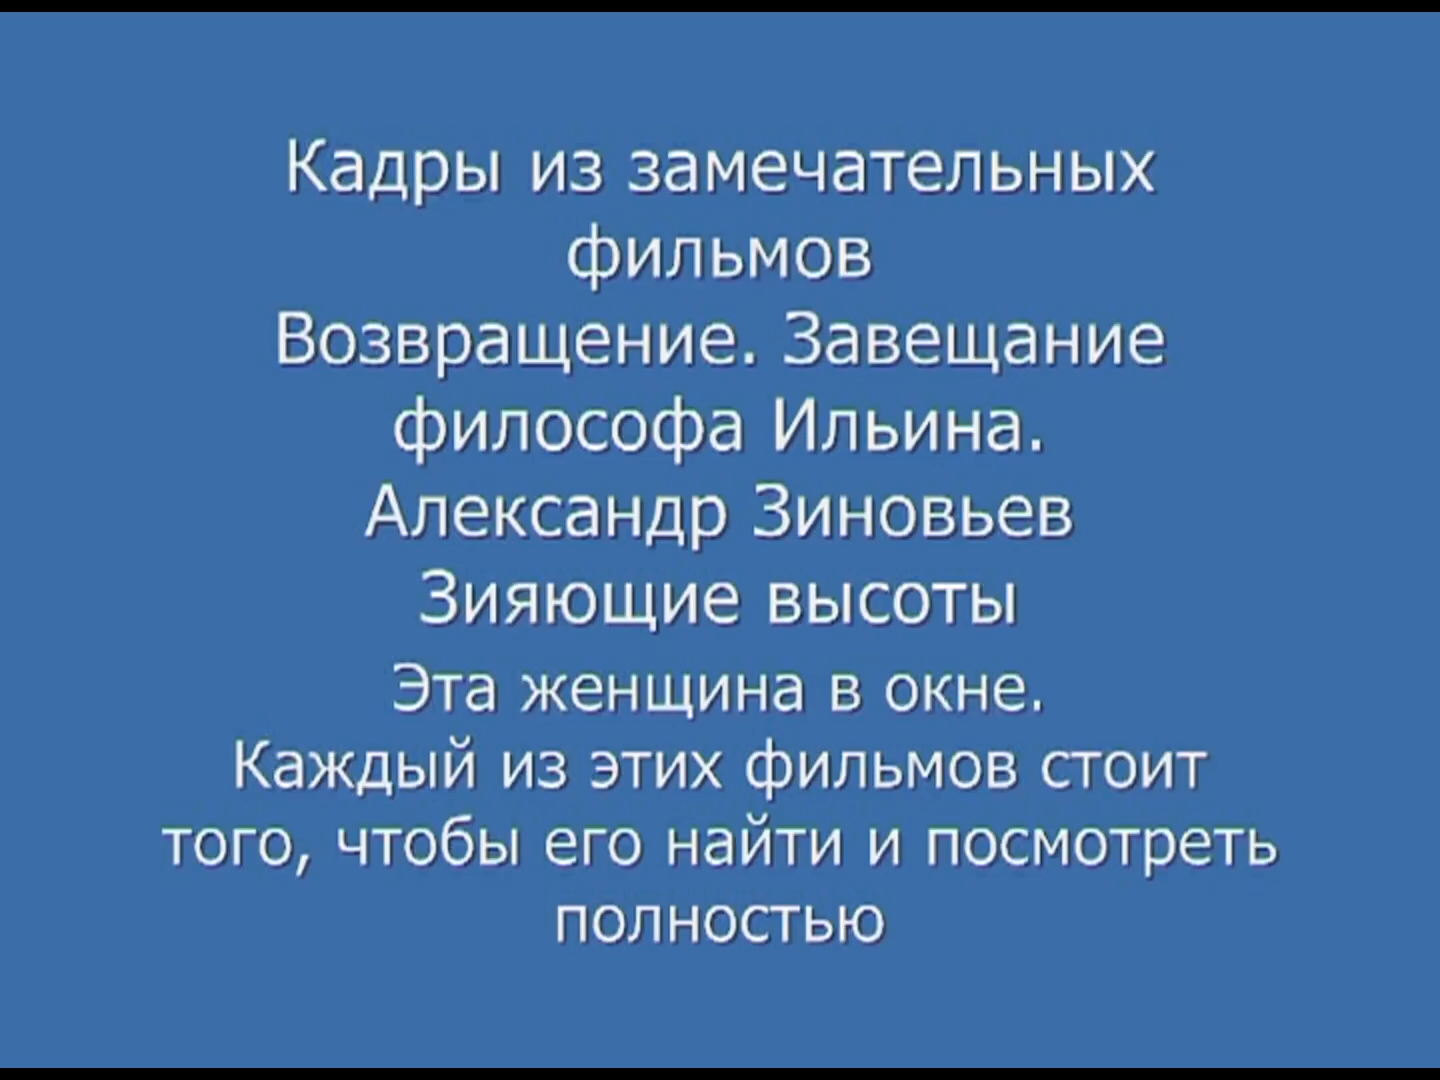 Кадры из замечательных
фильмов
Возвращение. Завещание
философа Ильина.
Александр Зиновьев
Зияющие высоты
Эта женщина в окне.
Каждый из этих фильмов стоит
того, чтобы его найти и посмотреть
полностью